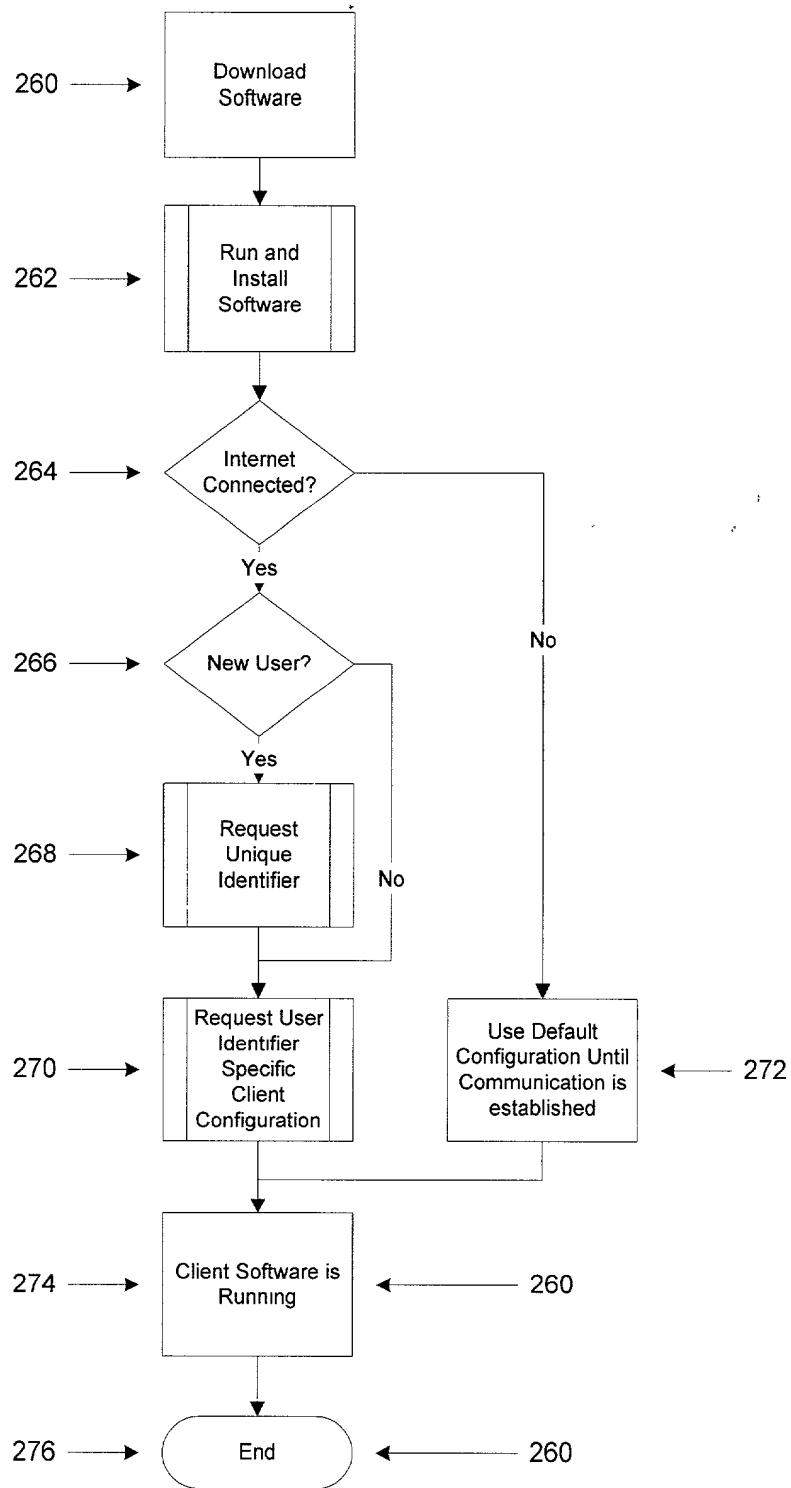 260
Download
Software
262
Run and
Install
Software
264
Internet
Connected?
Yes
No
266
New User?
Yes
268
Request
Unique
Identifier
No
270
Request User
Identifier
Specific
Client
Configuration
Use Default
Configuration Until
Communication is
established
272
274
Client Software is
Running
260
276
End
260